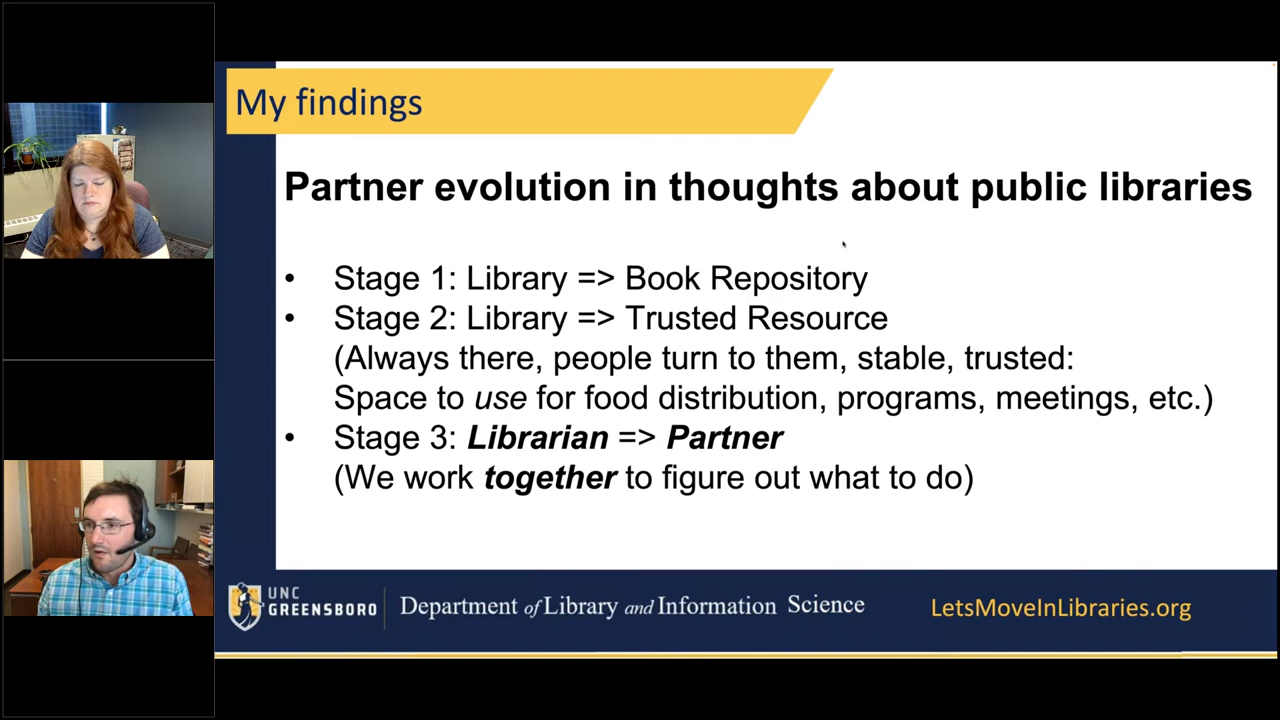 My findings
Partner evolution in thoughts about public libraries
• Stage 1: Library => Book Repository
• Stage 2: Library => Trusted Resource
(Always there, people turn to them, stable, trusted:
Space to use for food distribution, programs, meetings, etc.)
• Stage 3: Librarian => Partner
(We work together to figure out what to do)
UNC
GREENSBORO
Department of Library and Information Science
LetsMoveInLibraries.org